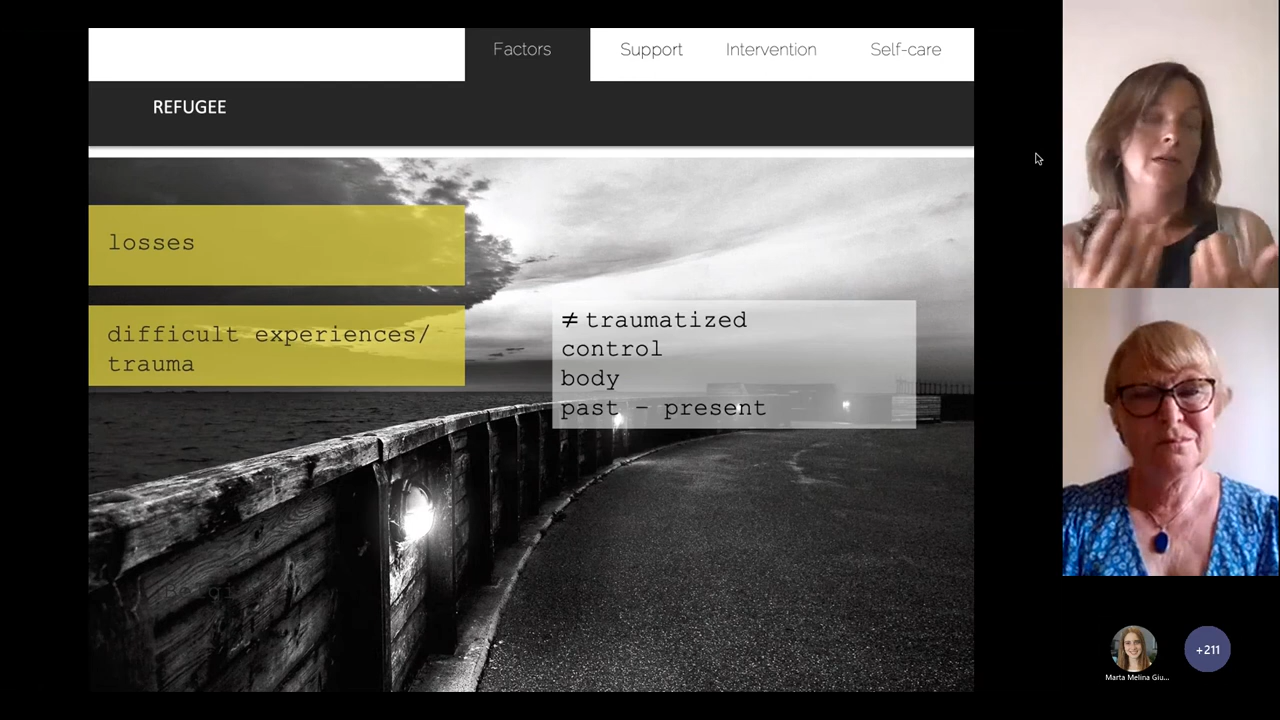 Factors
Support
Intervention
Self-care
REFUGEE
losses
difficult experiences/
trauma
≠ traumatized
control
body
past – present
+211
Marta Melina Giu...